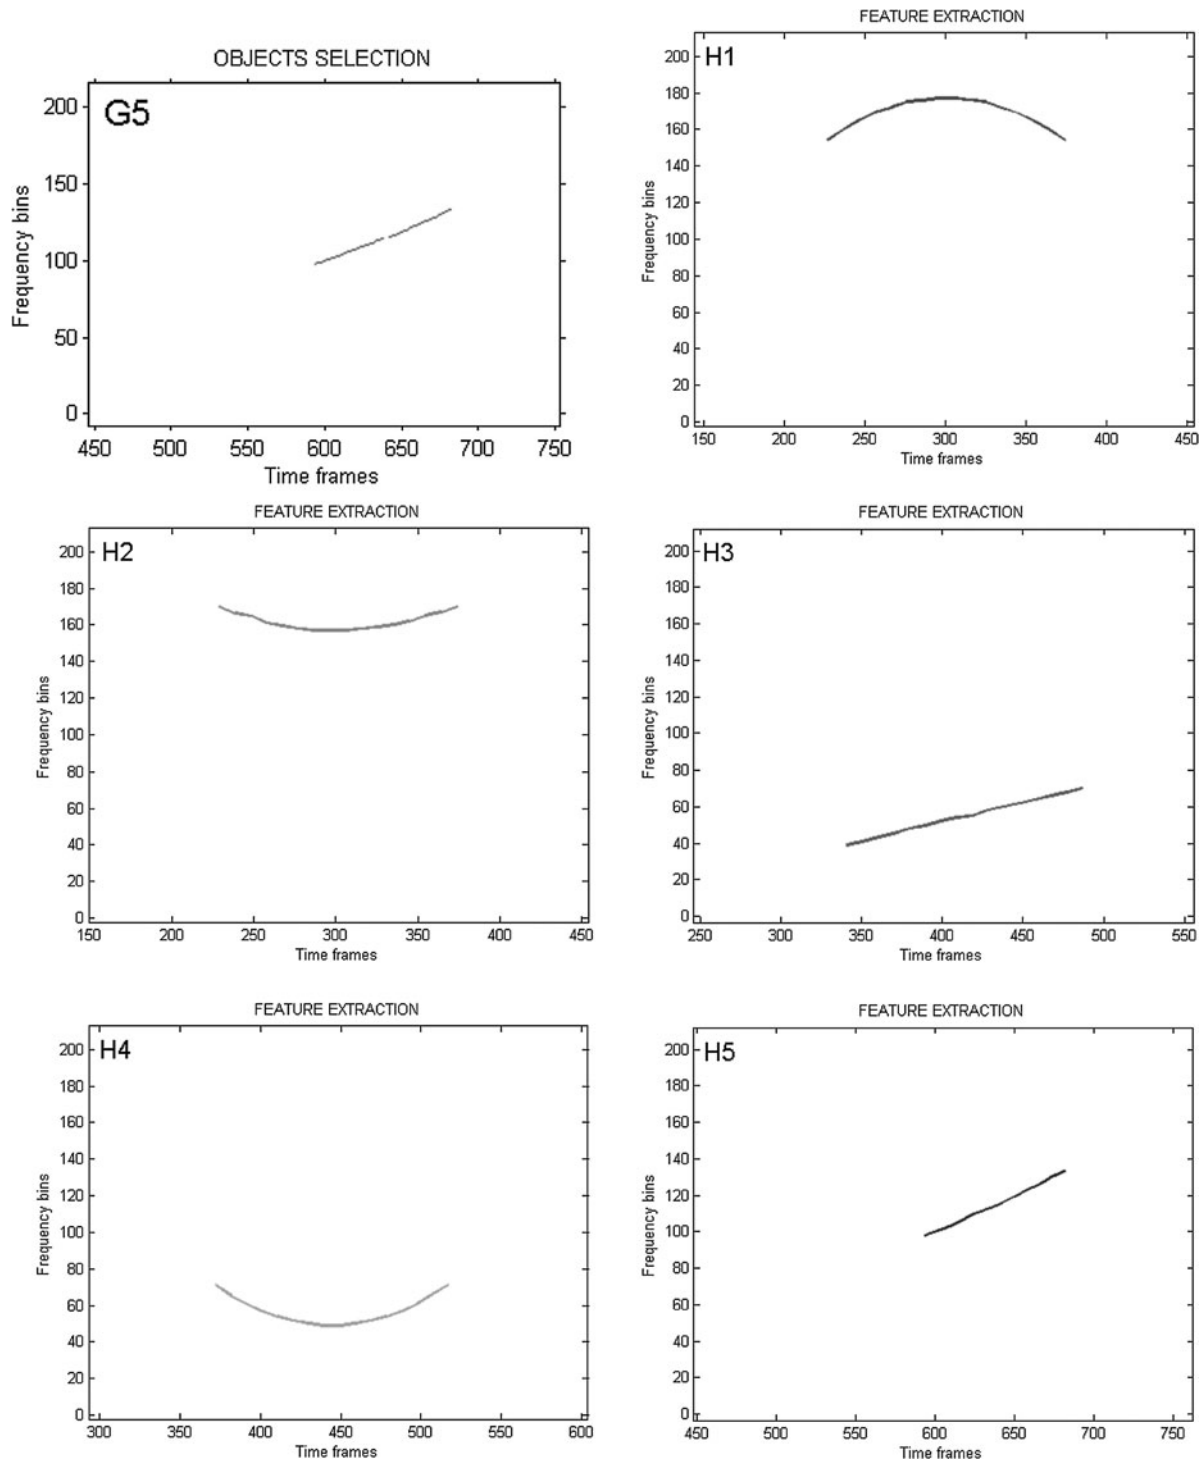 OBJECTS SELECTION
G5
Frequency bins
200
150
100
50
0
450 500 550 600 650 700 750
Time frames
FEATURE EXTRACTION
H1
Frequency bins
200
180
160
140
120
100
80
60
40
20
0
150 200 250 300 350 400 450
Time frames
FEATURE EXTRACTION
H2
Frequency bins
200
180
160
140
120
100
80
60
40
20
0
150 200 250 300 350 400 450
Time frames
FEATURE EXTRACTION
H3
Frequency bins
200
180
160
140
120
100
80
60
40
20
0
250 300 350 400 450 500 550
Time frames
FEATURE EXTRACTION
H4
Frequency bins
200
180
160
140
120
100
80
60
40
20
0
300 350 400 450 500 550 600
Time frames
FEATURE EXTRACTION
H5
Frequency bins
200
180
160
140
120
100
80
60
40
20
0
450 500 550 600 650 700 750
Time frames